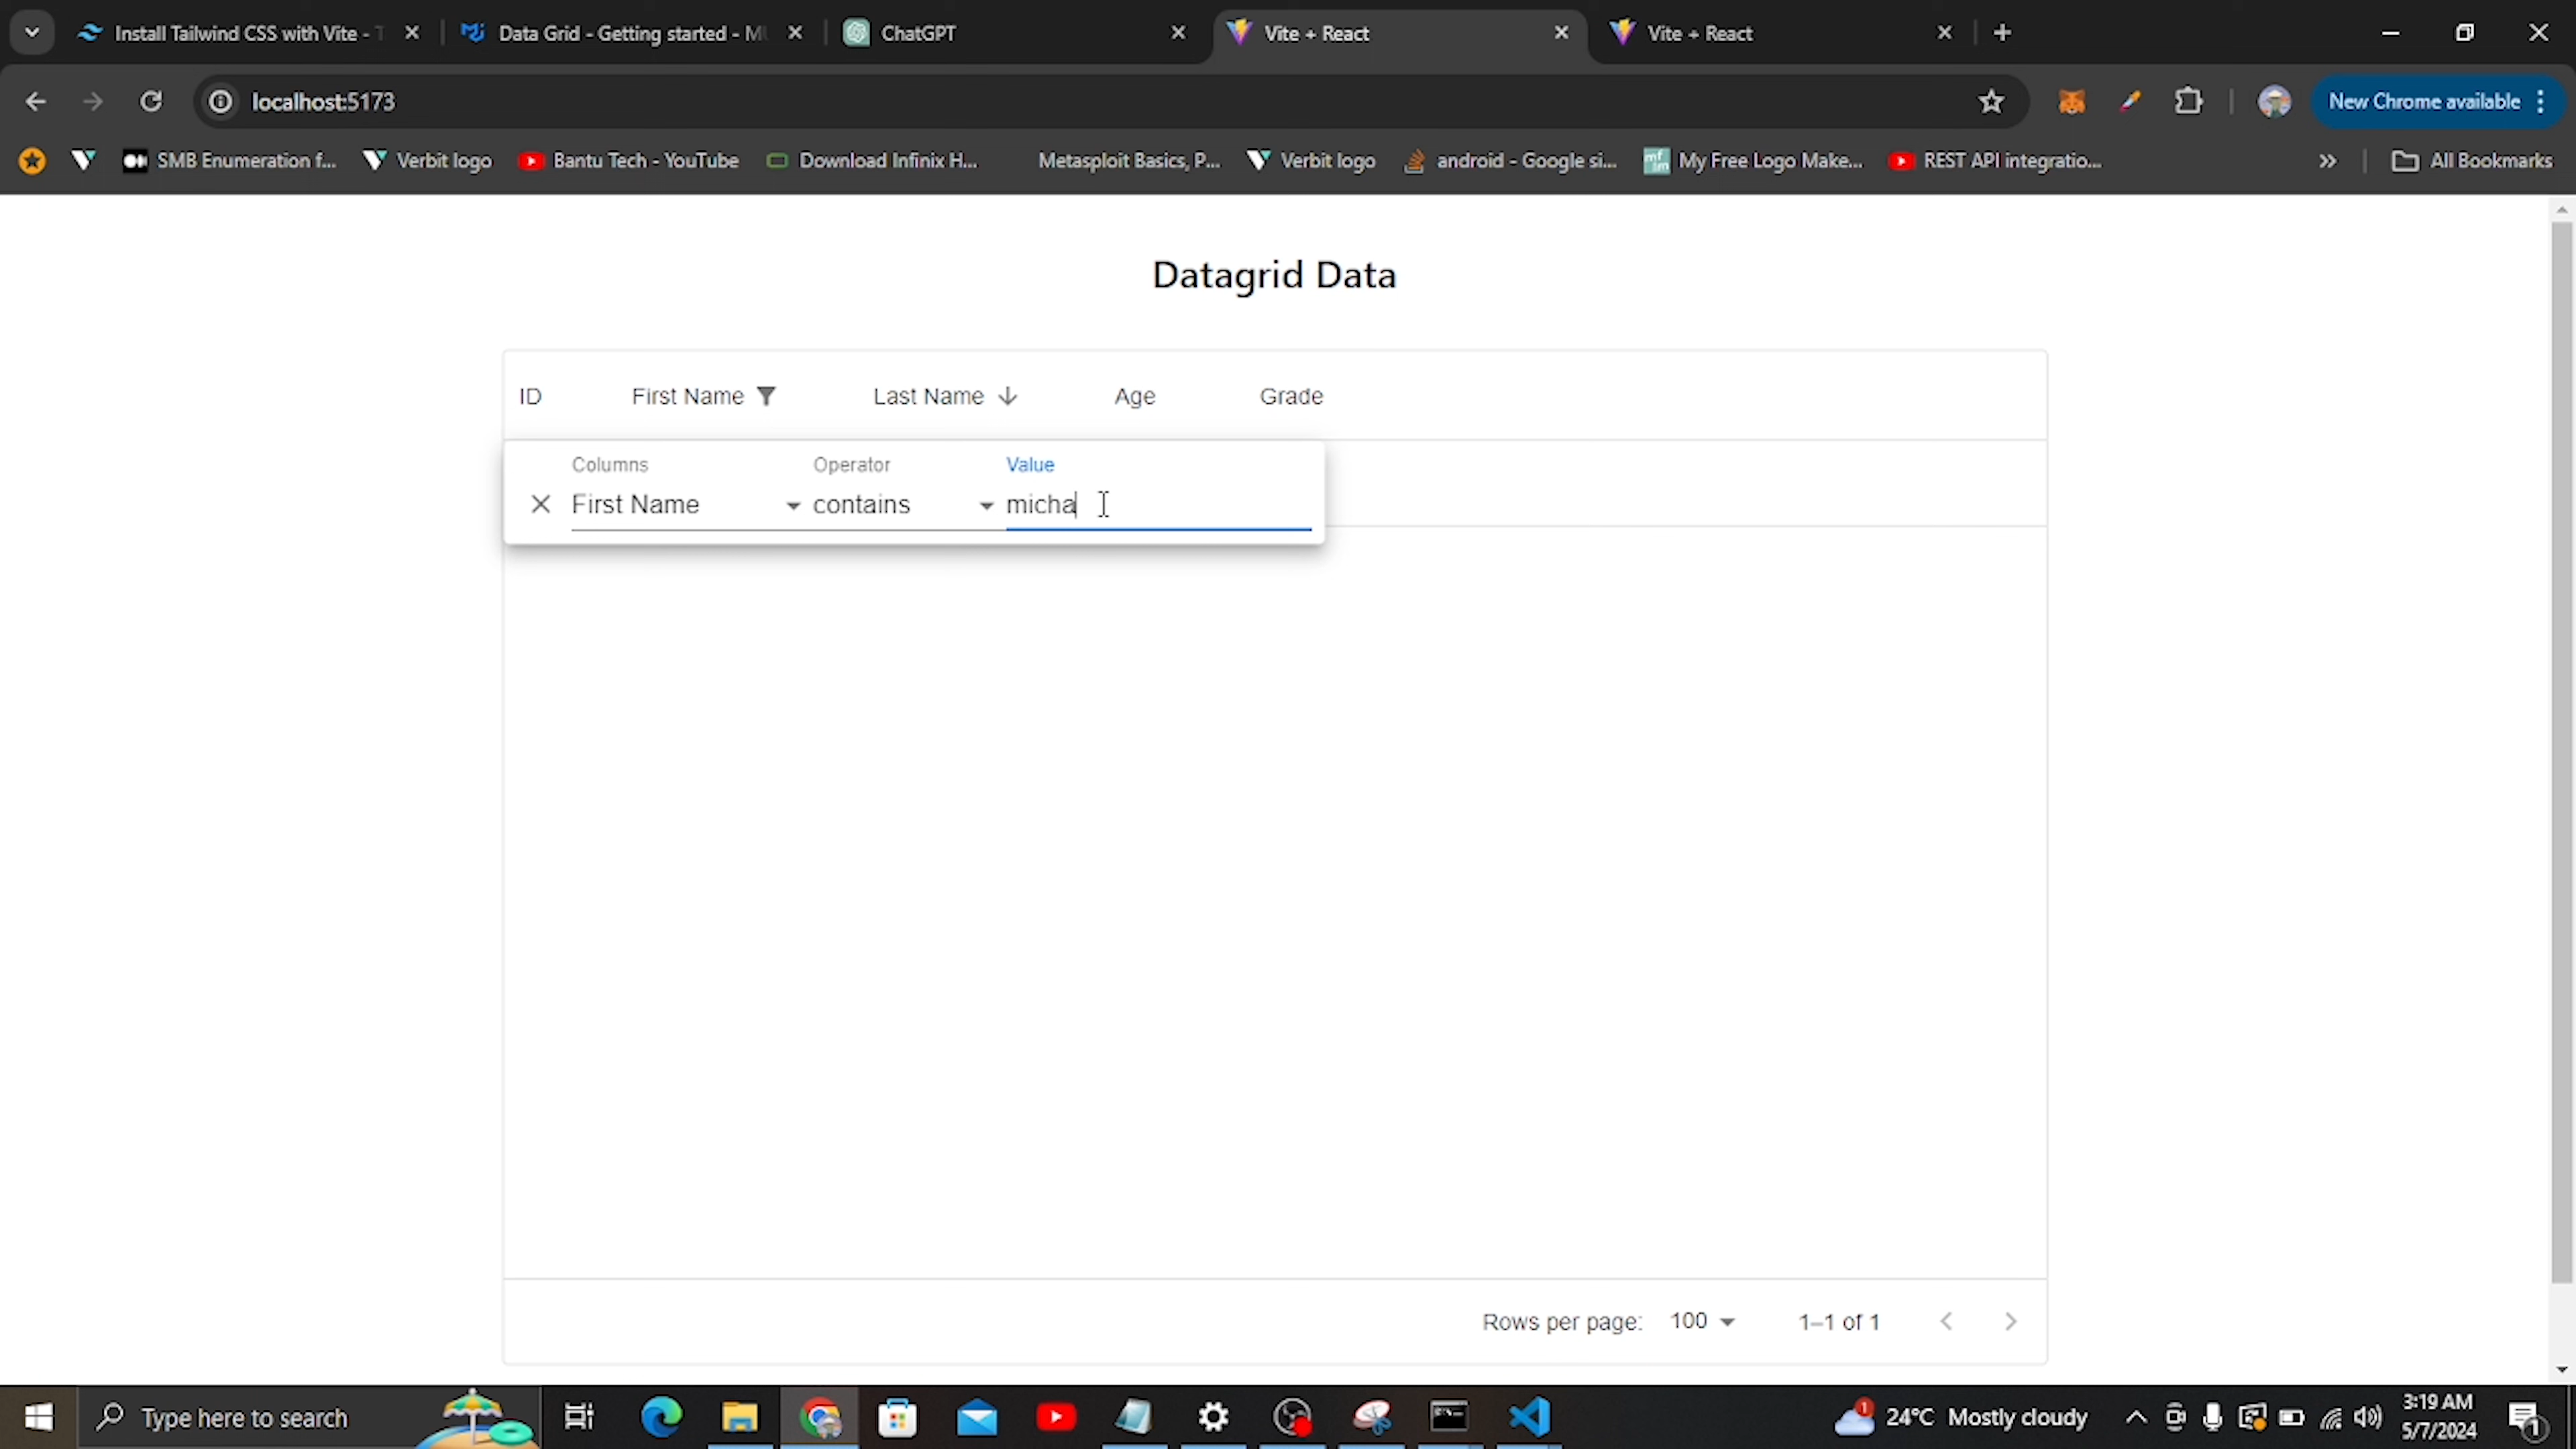 Install Tailwind CSS with Vite - T
Data Grid - Getting started - MU
ChatGPT
Vite + React
Vite + React
localhost:5173
New Chrome available
SMB Enumeration f...
Verbit logo
Bantu Tech - YouTube
Download Infinix H...
Metasploit Basics, P...
Verbit logo
android - Google si...
My Free Logo Make...
REST API integratio...
All Bookmarks
Datagrid Data
ID First Name Last Name Age Grade
Columns Operator Value
First Name contains micha
Rows per page: 100 1–1 of 1
Type here to search
24°C Mostly cloudy
3:19 AM
5/7/2024